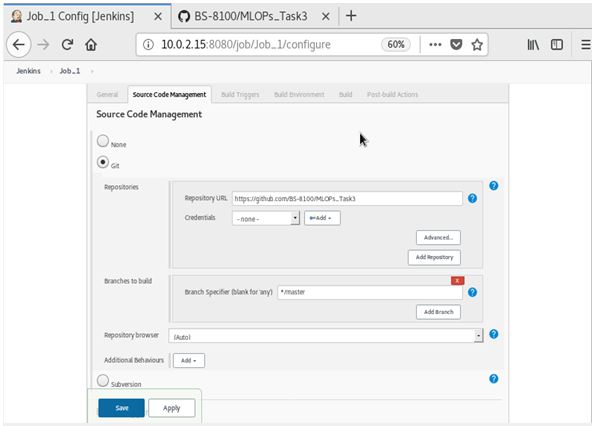 Job_1 Config [Jenkins] × BS-8100/MLOPs_Task3 × +
10.0.2.15:8080/job/Job_1/configure 60%
Jenkins › Job_1 ›
General Source Code Management Build Triggers Build Environment Build Post-build Actions
Source Code Management
None
Git
Repositories
Repository URL https://github.com/BS-8100/MLOPs_Task3
Credentials - none - Add
Advanced...
Add Repository
Branches to build
X
Branch Specifier (blank for 'any') */master
Add Branch
Repository browser (Auto)
Additional Behaviours Add
Subversion
Save Apply